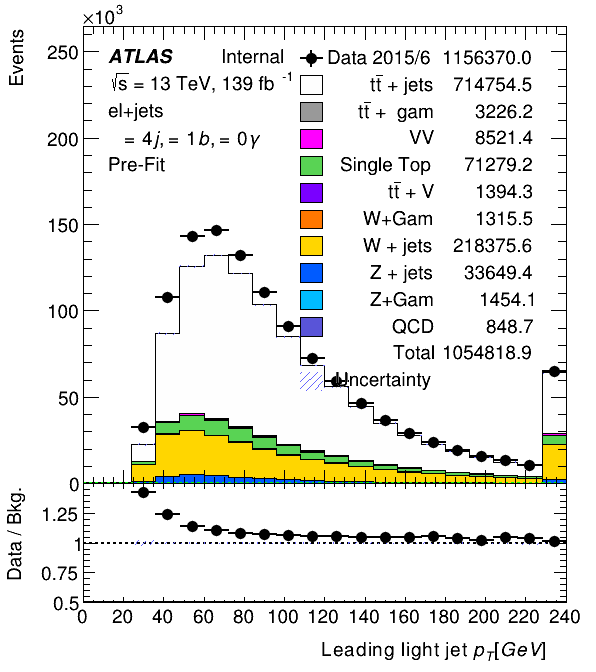 ×10³
Events
250
200
150
100
50
0
ATLAS Internal
√s = 13 TeV, 139 fb⁻¹
el+jets
= 4j, = 1b, = 0γ
Pre-Fit
Data 2015/6 1156370.0
tt̄ + jets 714754.5
tt̄ + gam 3226.2
VV 8521.4
Single Top 71279.2
tt̄ + V 1394.3
W+Gam 1315.5
W + jets 218375.6
Z + jets 33649.4
Z+Gam 1454.1
QCD 848.7
Total 1054818.9
Uncertainty
Data / Bkg.
1.25
1
0.75
0.5
0 20 40 60 80 100 120 140 160 180 200 220 240
Leading light jet p_T[GeV]